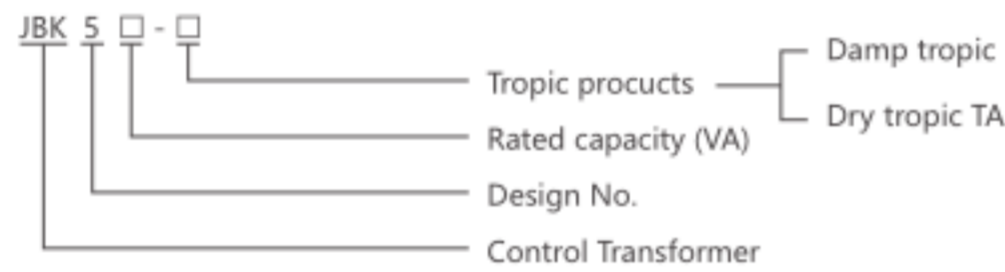 JBK 5 □ - □
Damp tropic
Tropic procucts
Dry tropic TA
Rated capacity (VA)
Design No.
Control Transformer